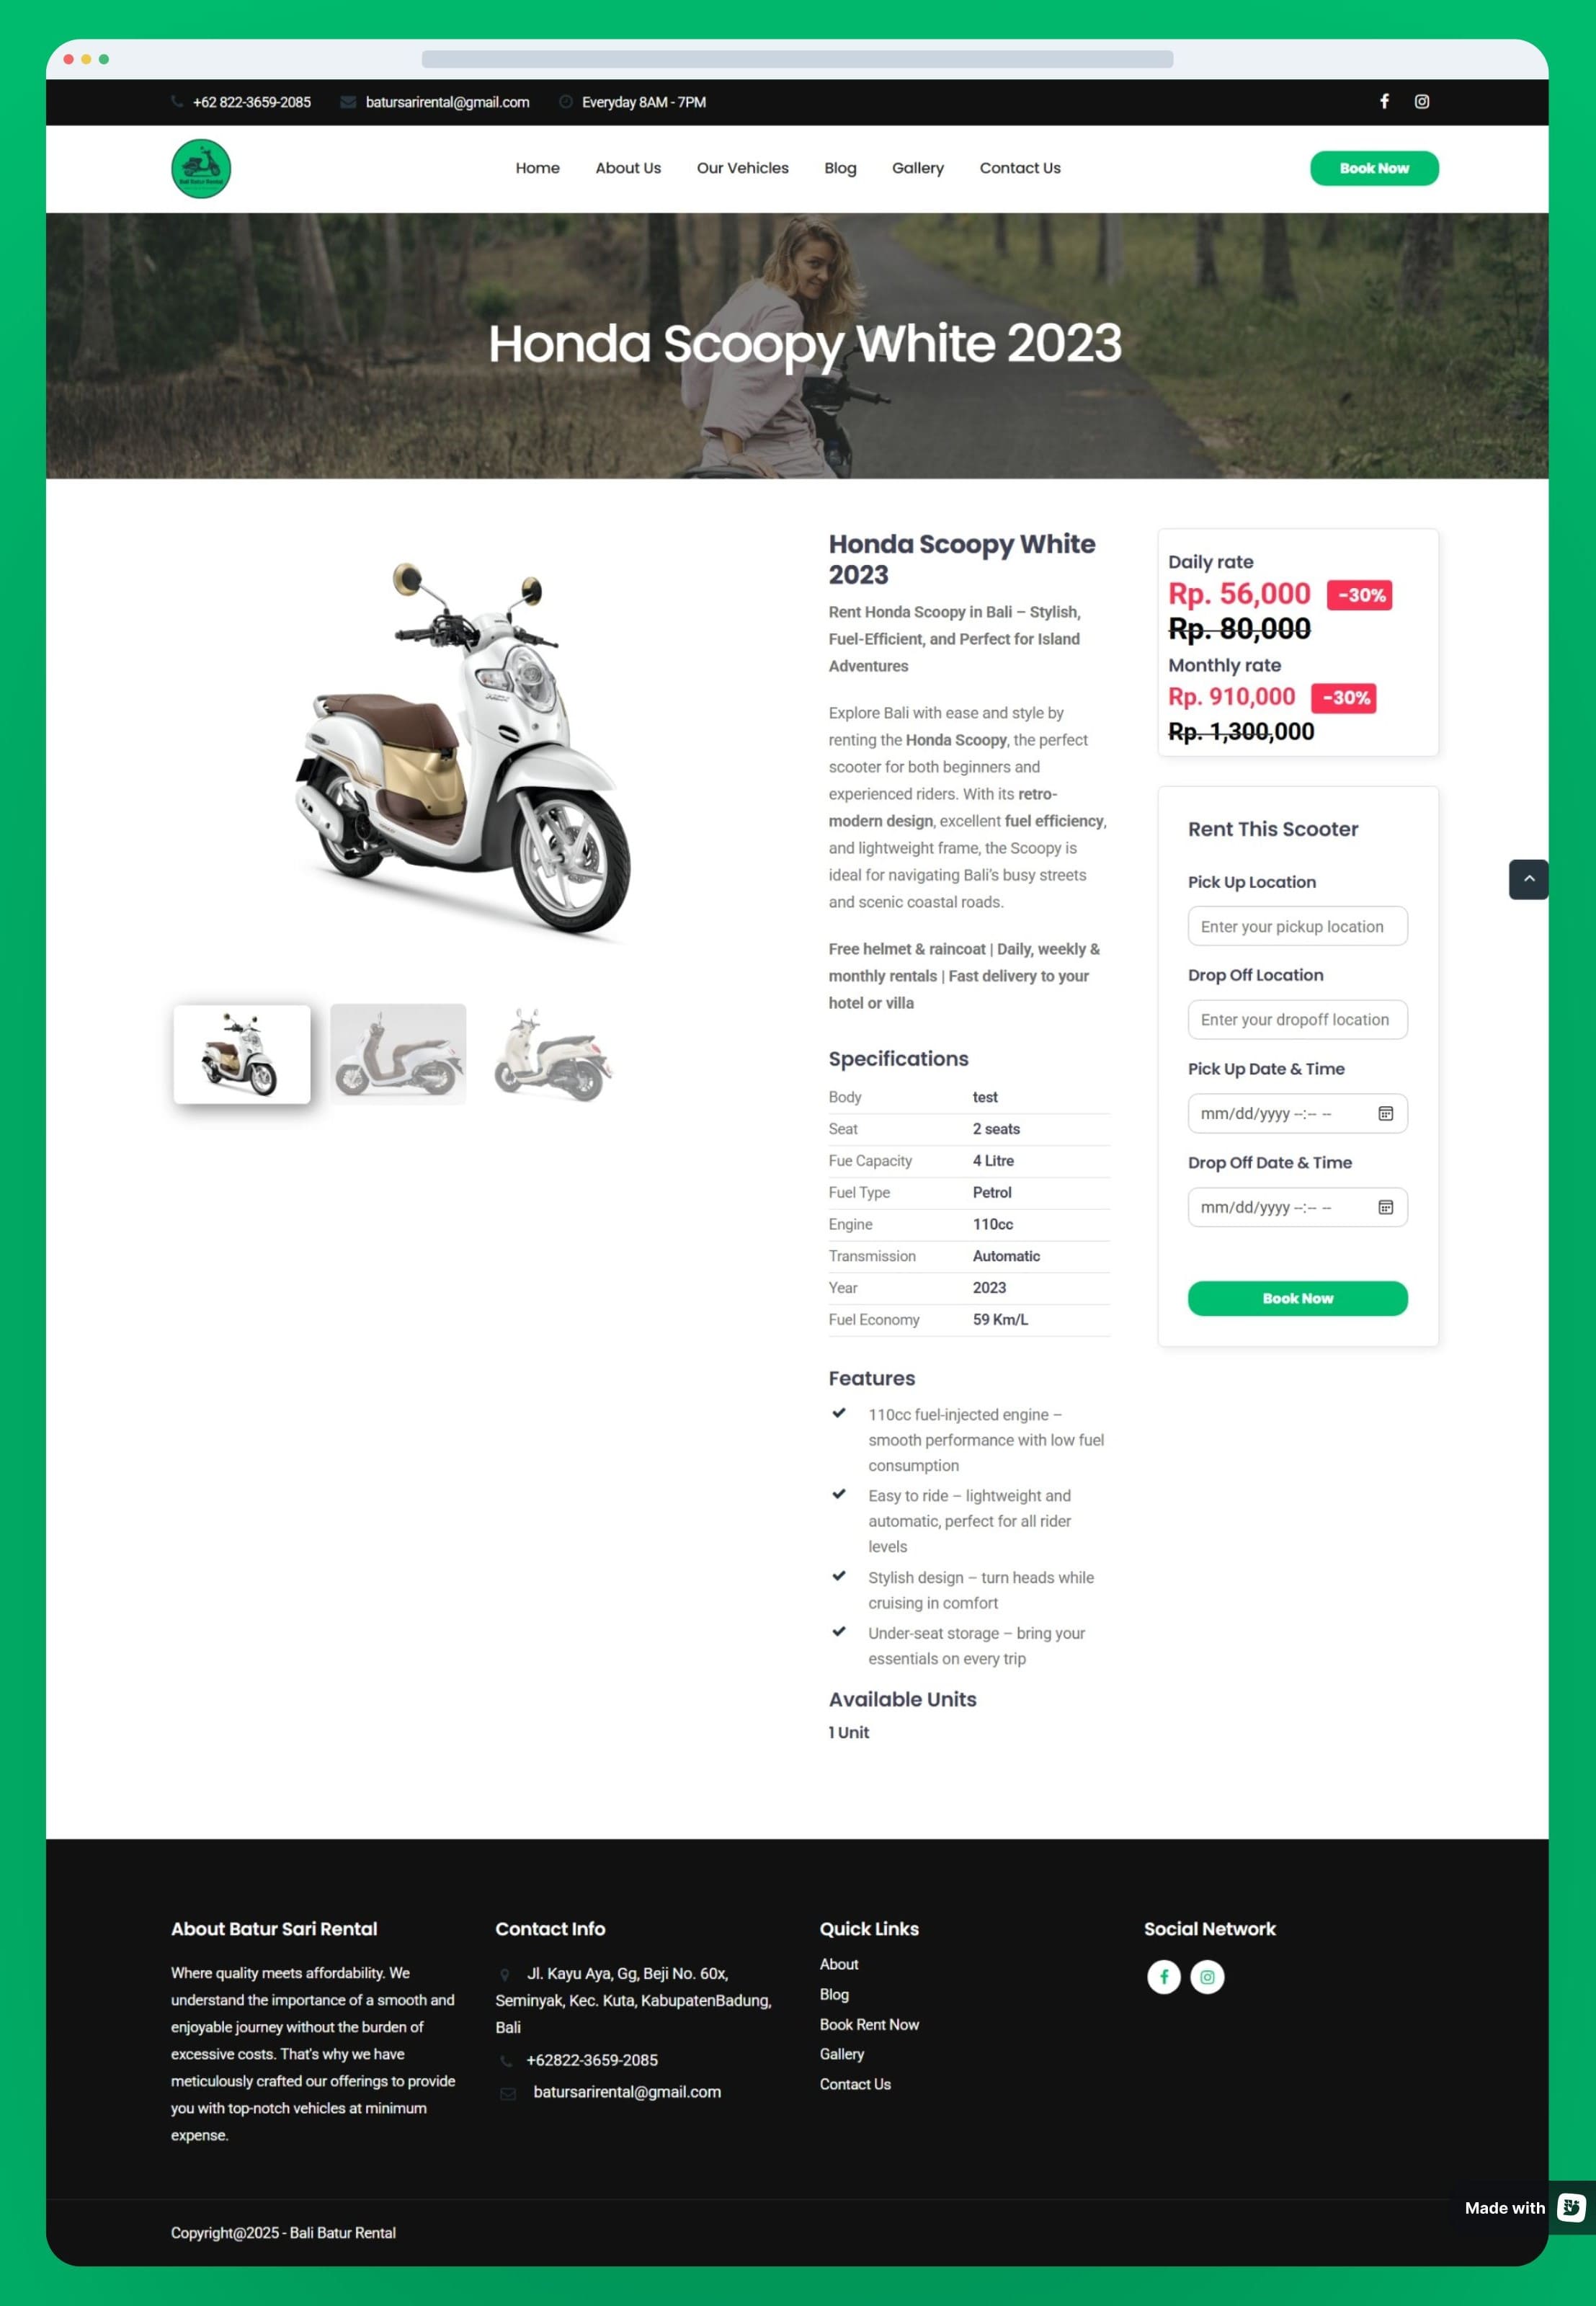 +62 822-3659-2085
batursarirental@gmail.com
Everyday 8AM - 7PM
Bali Batur Rental
Home
About Us
Our Vehicles
Blog
Gallery
Contact Us
Book Now
Honda Scoopy White 2023
Honda Scoopy White
2023
Rent Honda Scoopy in Bali – Stylish,
Fuel-Efficient, and Perfect for Island
Adventures
Explore Bali with ease and style by
renting the Honda Scoopy, the perfect
scooter for both beginners and
experienced riders. With its retro-
modern design, excellent fuel efficiency,
and lightweight frame, the Scoopy is
ideal for navigating Bali's busy streets
and scenic coastal roads.
Free helmet & raincoat | Daily, weekly &
monthly rentals | Fast delivery to your
hotel or villa
Specifications
Body test
Seat 2 seats
Fue Capacity 4 Litre
Fuel Type Petrol
Engine 110cc
Transmission Automatic
Year 2023
Fuel Economy 59 Km/L
Features
110cc fuel-injected engine –
smooth performance with low fuel
consumption
Easy to ride – lightweight and
automatic, perfect for all rider
levels
Stylish design – turn heads while
cruising in comfort
Under-seat storage – bring your
essentials on every trip
Available Units
1 Unit
Daily rate
Rp. 56,000 -30%
Rp. 80,000
Monthly rate
Rp. 910,000 -30%
Rp. 1,300,000
Rent This Scooter
Pick Up Location
Enter your pickup location
Drop Off Location
Enter your dropoff location
Pick Up Date & Time
mm/dd/yyyy --:-- --
Drop Off Date & Time
mm/dd/yyyy --:-- --
Book Now
About Batur Sari Rental
Where quality meets affordability. We
understand the importance of a smooth and
enjoyable journey without the burden of
excessive costs. That's why we have
meticulously crafted our offerings to provide
you with top-notch vehicles at minimum
expense.
Contact Info
Jl. Kayu Aya, Gg, Beji No. 60x,
Seminyak, Kec. Kuta, KabupatenBadung,
Bali
+62822-3659-2085
batursarirental@gmail.com
Quick Links
About
Blog
Book Rent Now
Gallery
Contact Us
Social Network
Copyright@2025 - Bali Batur Rental
Made with